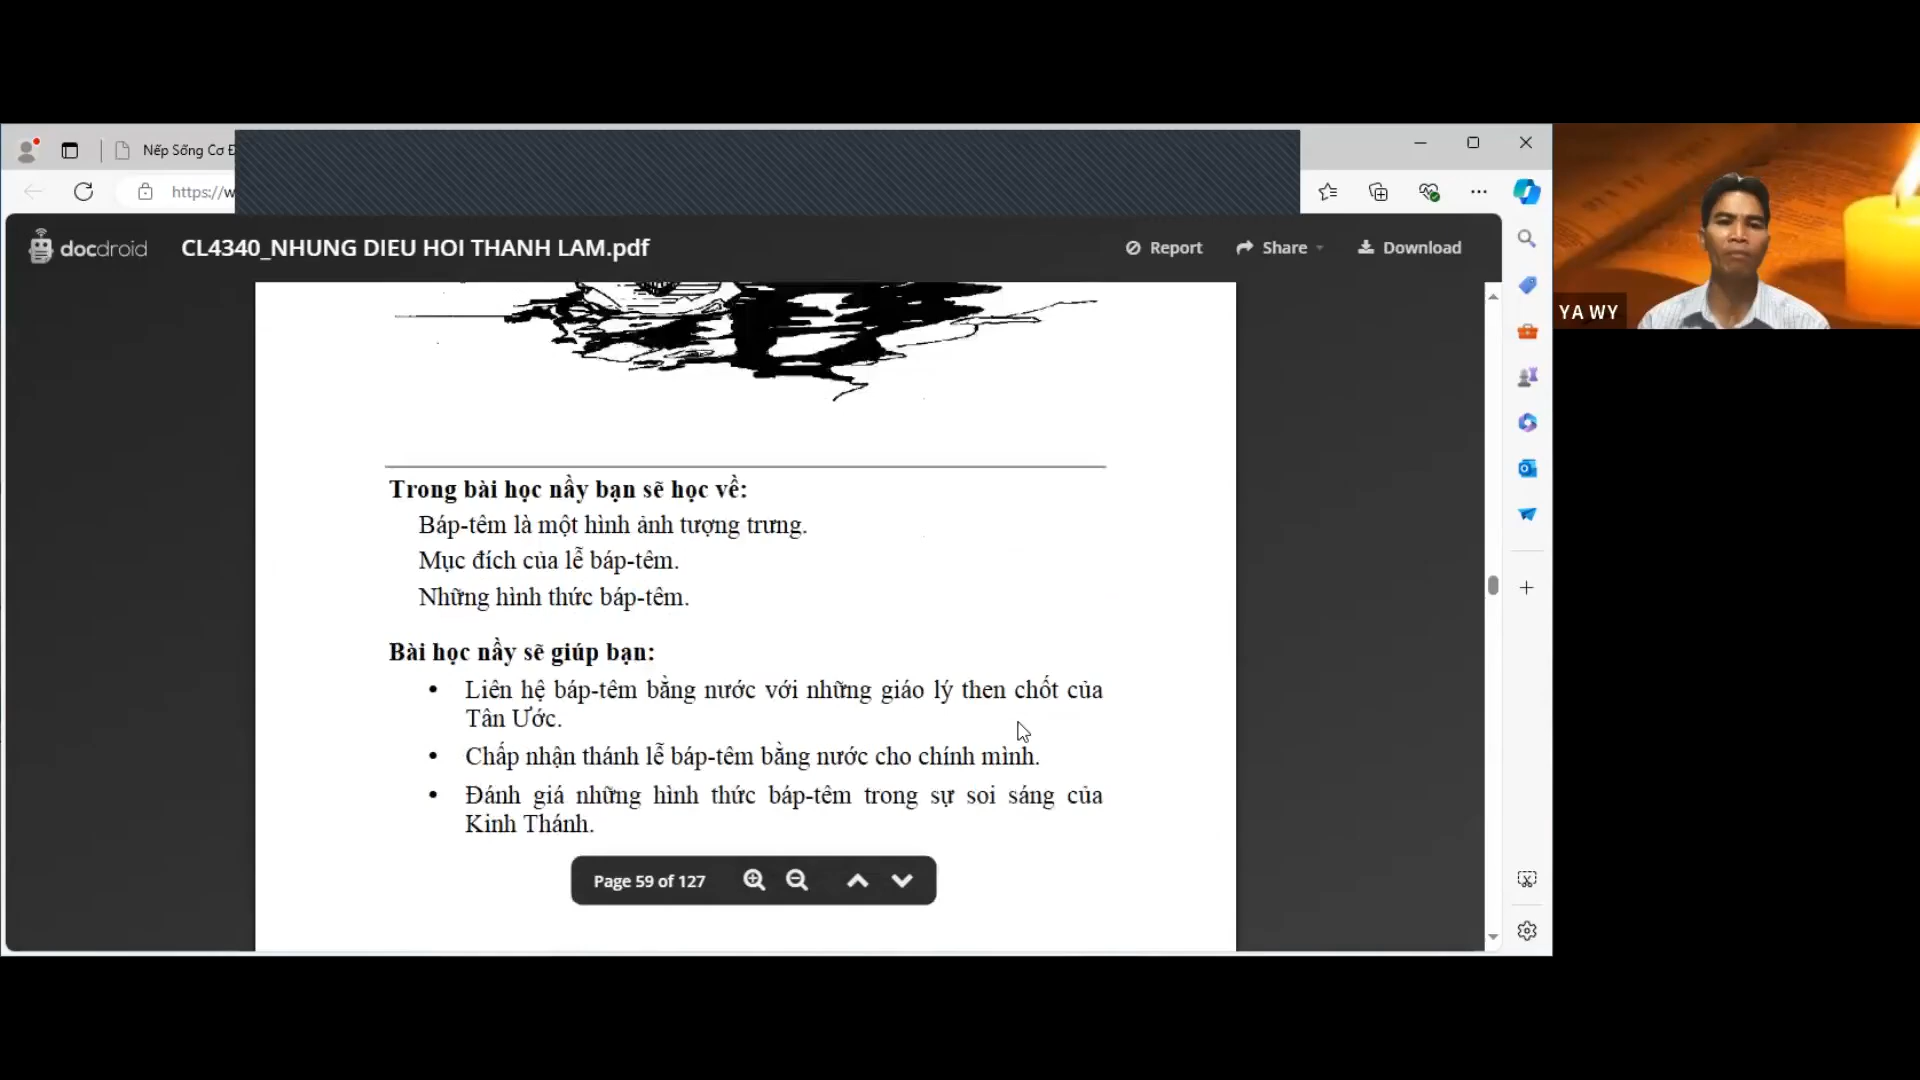 Nếp Sống Cơ Đ
https://w
docdroid
CL4340_NHUNG DIEU HOI THANH LAM.pdf
Report
Share
Download
YA WY
Trong bài học nầy bạn sẽ học về:
Báp-têm là một hình ảnh tượng trưng.
Mục đích của lễ báp-têm.
Những hình thức báp-têm.
Bài học nầy sẽ giúp bạn:
• Liên hệ báp-têm bằng nước với những giáo lý then chốt của
Tân Ước.
• Chấp nhận thánh lễ báp-têm bằng nước cho chính mình.
• Đánh giá những hình thức báp-têm trong sự soi sáng của
Kinh Thánh.
Page 59 of 127